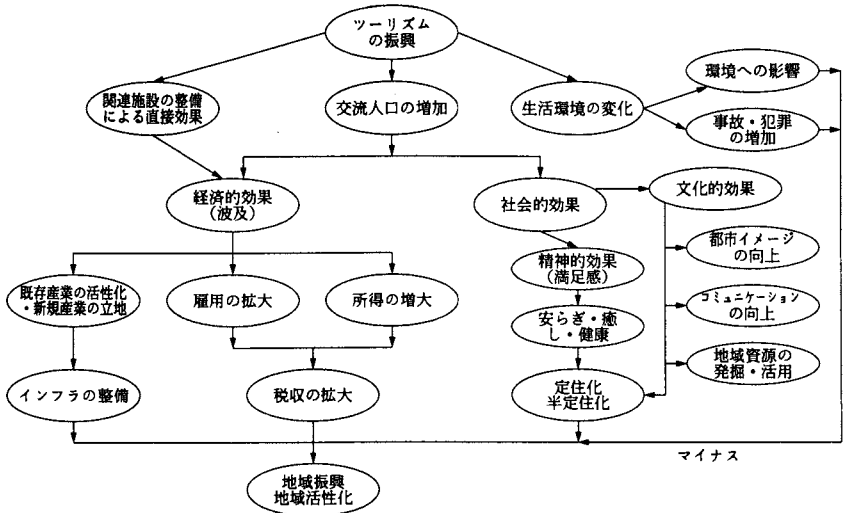 ツーリズム
の振興
環境への影響
関連施設の整備
による直接効果
交流人口の増加
生活環境の変化
事故・犯罪
の増加
経済的効果
(波及)
社会的効果
文化的効果
都市イメージ
の向上
精神的効果
(満足感)
既存産業の活性化
・新規産業の立地
雇用の拡大
所得の増大
コミュニケーション
の向上
安らぎ・癒
し・健康
地域資源の
発掘・活用
インフラの整備
税収の拡大
定住化
半定住化
マイナス
地域振興
地域活性化